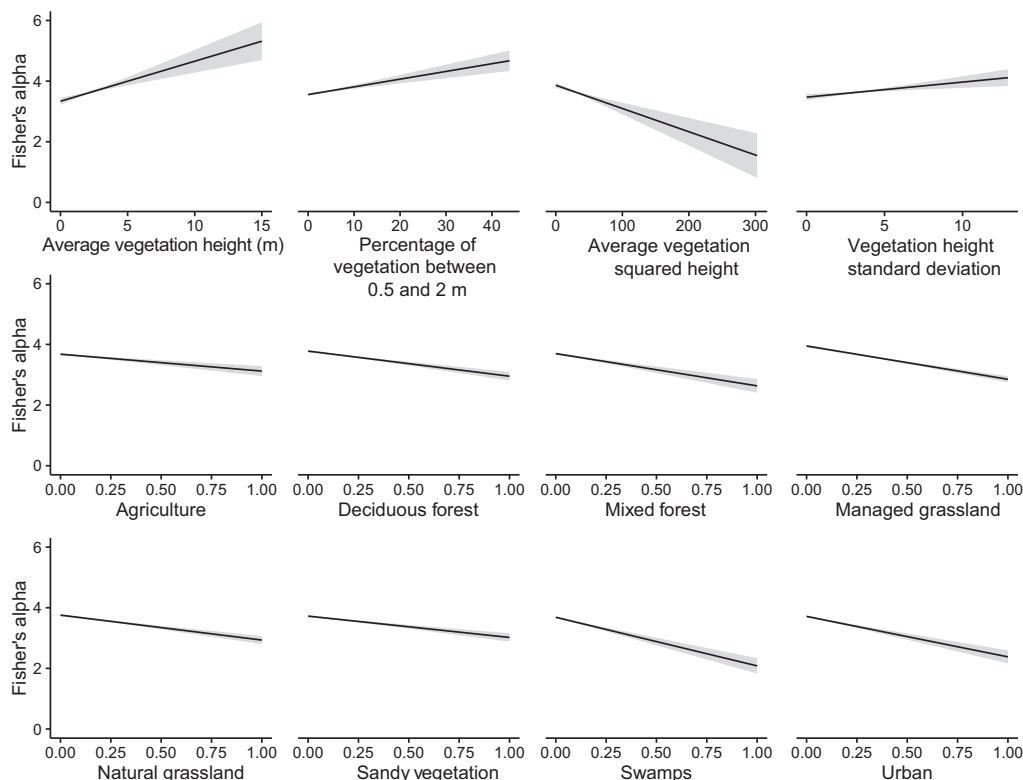 6
4
2
0
Fisher's alpha
0 5 10 15
Average vegetation height (m)
0 10 20 30 40
Percentage of
vegetation between
0.5 and 2 m
0 100 200 300
Average vegetation
squared height
0 5 10
Vegetation height
standard deviation
6
4
2
0
Fisher's alpha
0.00 0.25 0.50 0.75 1.00
Agriculture
0.00 0.25 0.50 0.75 1.00
Deciduous forest
0.00 0.25 0.50 0.75 1.00
Mixed forest
0.00 0.25 0.50 0.75 1.00
Managed grassland
6
4
2
0
Fisher's alpha
0.00 0.25 0.50 0.75 1.00
Natural grassland
0.00 0.25 0.50 0.75 1.00
Sandy vegetation
0.00 0.25 0.50 0.75 1.00
Swamps
0.00 0.25 0.50 0.75 1.00
Urban